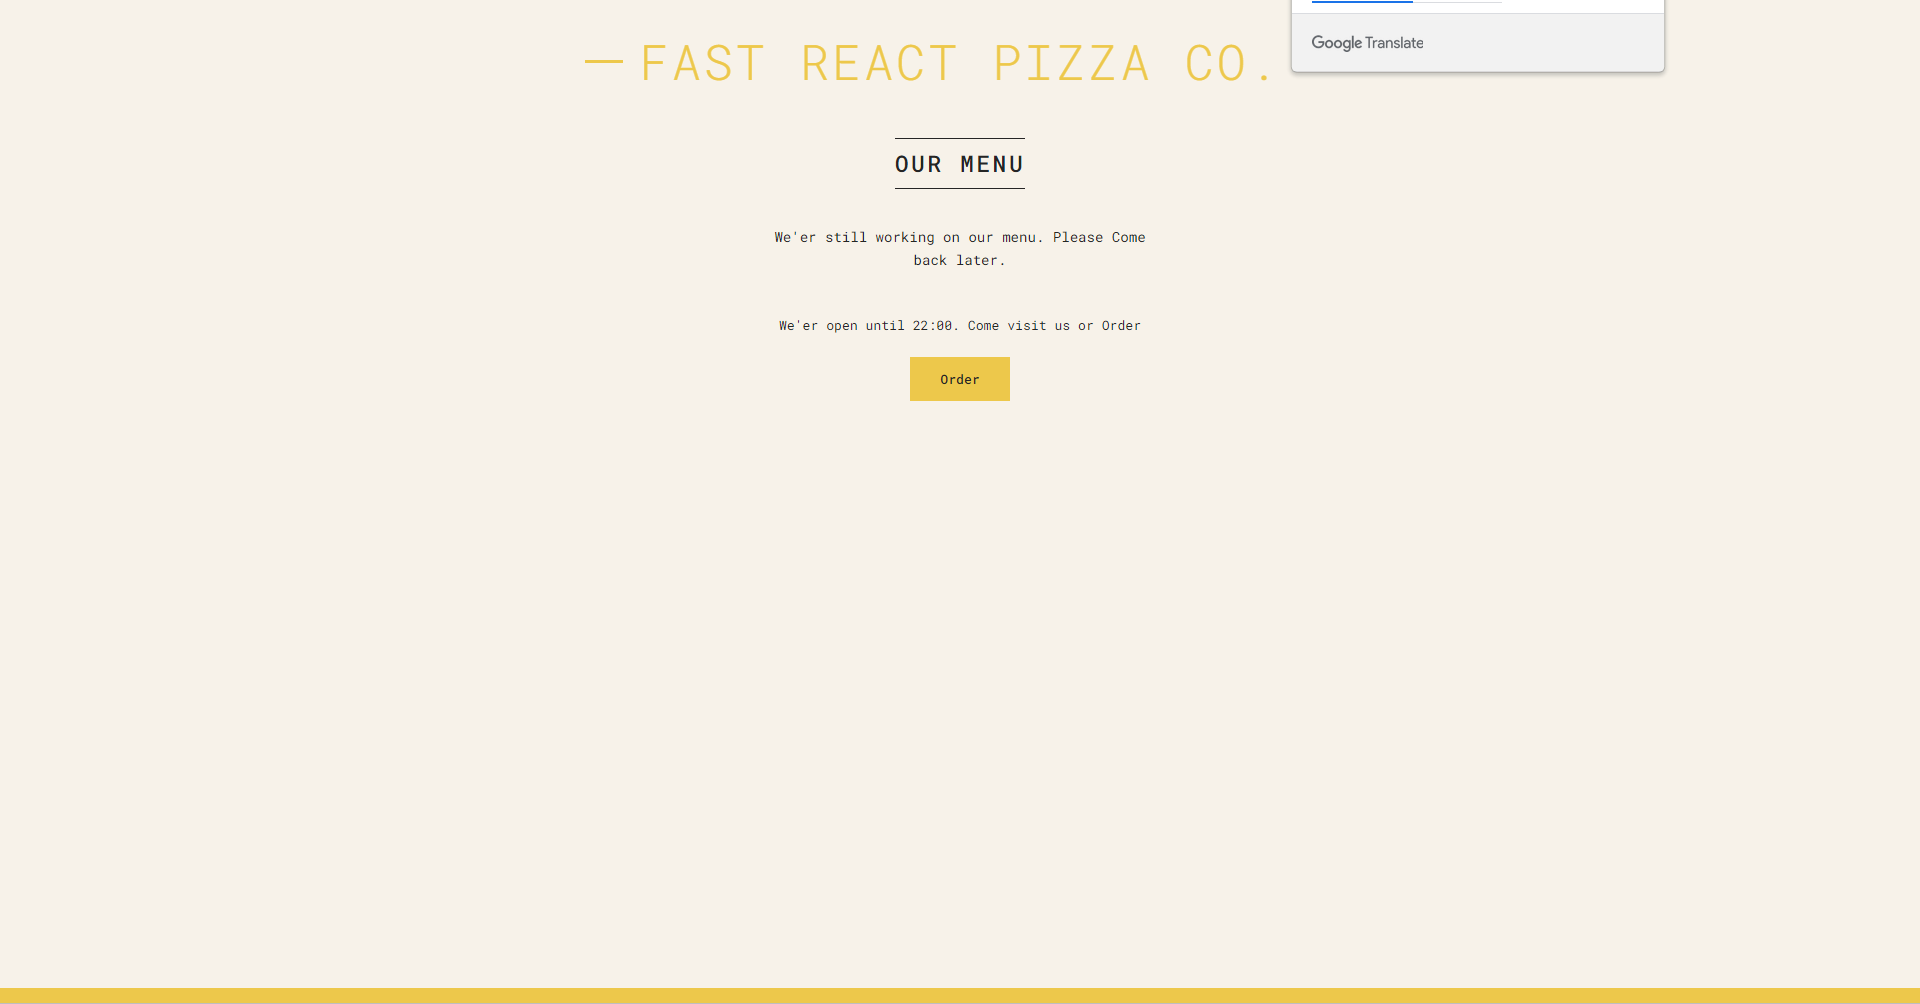 — FAST REACT PIZZA CO.
Google Translate
OUR MENU
We'er still working on our menu. Please Come
back later.
We'er open until 22:00. Come visit us or Order
Order